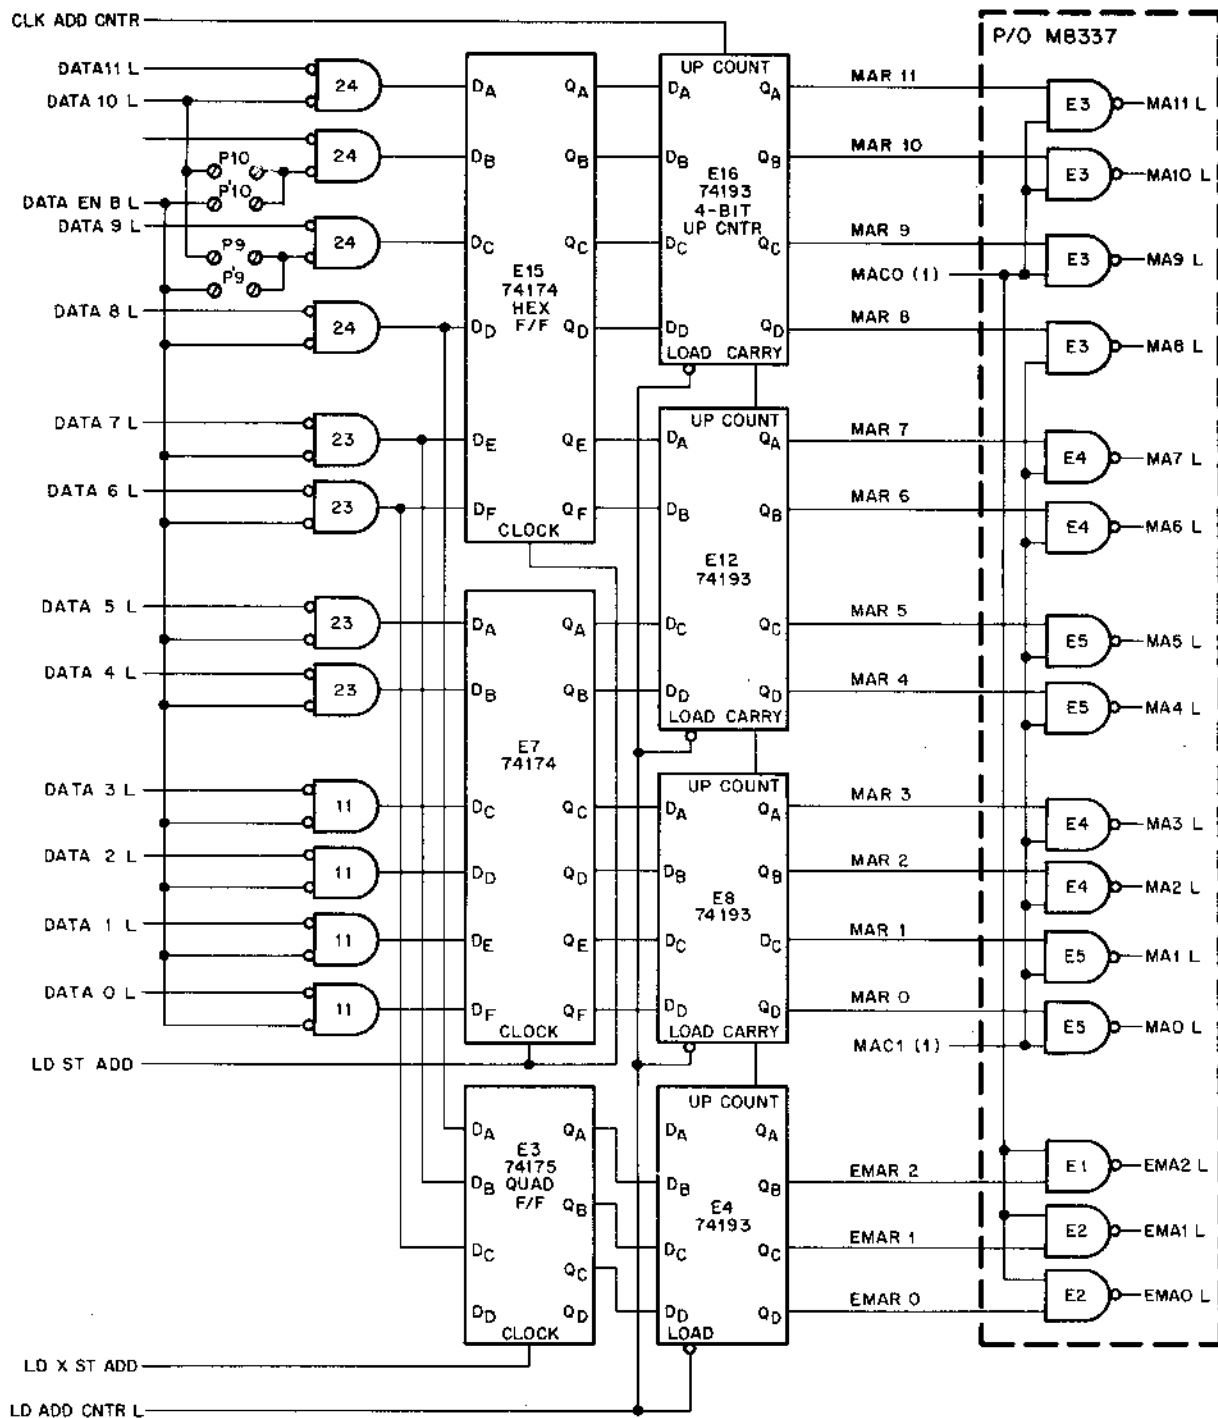 CLK ADD CNTR
P/O M8337
DATA11 L
DATA 10 L
P10
P'10
DATA EN B L
DATA 9 L
P9
P'9
DATA 8 L
DATA 7 L
DATA 6 L
DATA 5 L
DATA 4 L
DATA 3 L
DATA 2 L
DATA 1 L
DATA 0 L
LD ST ADD
LD X ST ADD
LD ADD CNTR L
24
24
24
24
23
23
23
23
11
11
11
11
DA QA
DB QB
DC QC
E15
74174
HEX
F/F
DD QD
DE QE
DF QF
CLOCK
DA QA
DB QB
E7
74174
DC QC
DD QD
DE QE
DF QF
CLOCK
DA QA
E3
74175
QUAD
F/F
DB QB
DC QC
DD QD
CLOCK
UP COUNT
DA QA
DB QB
E16
74193
4-BIT
UP CNTR
DC QC
DD QD
LOAD CARRY
UP COUNT
DA QA
DB QB
E12
74193
DC QC
DD QD
LOAD CARRY
UP COUNT
DA QA
DB QB
E8
74193
DC DC
DD QD
LOAD CARRY
UP COUNT
DA QA
DB QB
E4
74193
DC QC
DD QD
LOAD
MAR 11
MAR 10
MAR 9
MAC0 (1)
MAR 8
MAR 7
MAR 6
MAR 5
MAR 4
MAR 3
MAR 2
MAR 1
MAR 0
MAC1 (1)
EMAR 2
EMAR 1
EMAR 0
E3 MA11 L
E3 MA10 L
E3 MA9 L
E3 MA8 L
E4 MA7 L
E4 MA6 L
E5 MA5 L
E5 MA4 L
E4 MA3 L
E4 MA2 L
E5 MA1 L
E5 MA0 L
E1 EMA2 L
E2 EMA1 L
E2 EMA0 L